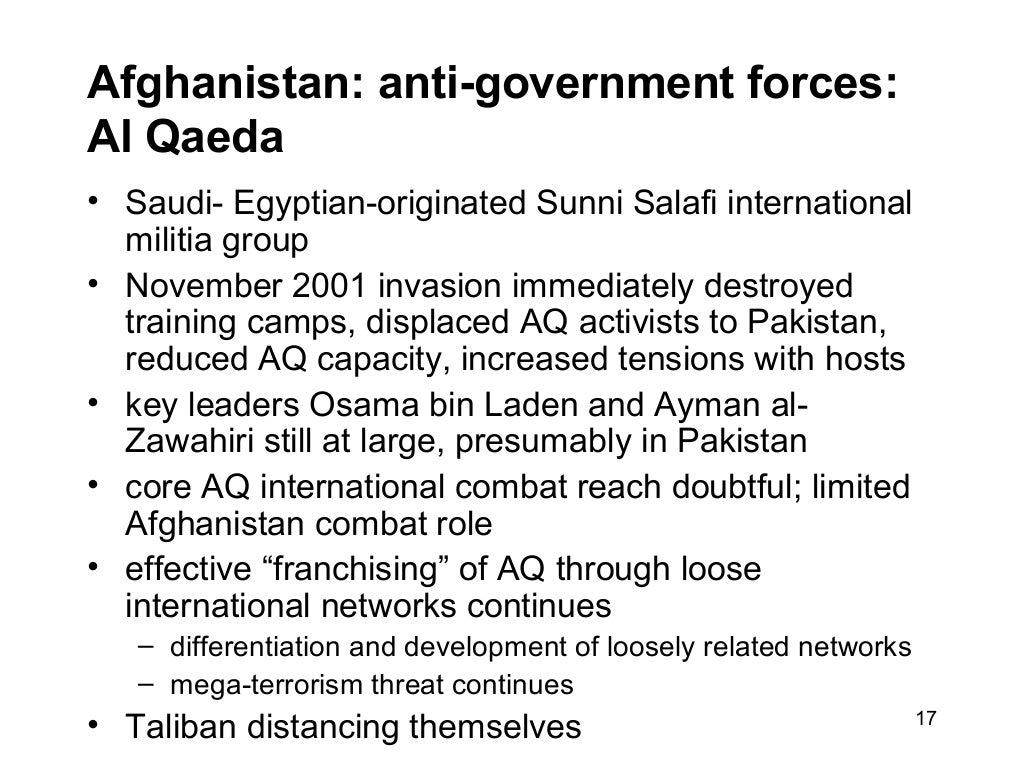 Afghanistan: anti-government forces:
Al Qaeda
• Saudi- Egyptian-originated Sunni Salafi international
militia group
• November 2001 invasion immediately destroyed
training camps, displaced AQ activists to Pakistan,
reduced AQ capacity, increased tensions with hosts
• key leaders Osama bin Laden and Ayman al-
Zawahiri still at large, presumably in Pakistan
• core AQ international combat reach doubtful; limited
Afghanistan combat role
• effective “franchising” of AQ through loose
international networks continues
– differentiation and development of loosely related networks
– mega-terrorism threat continues
• Taliban distancing themselves
17